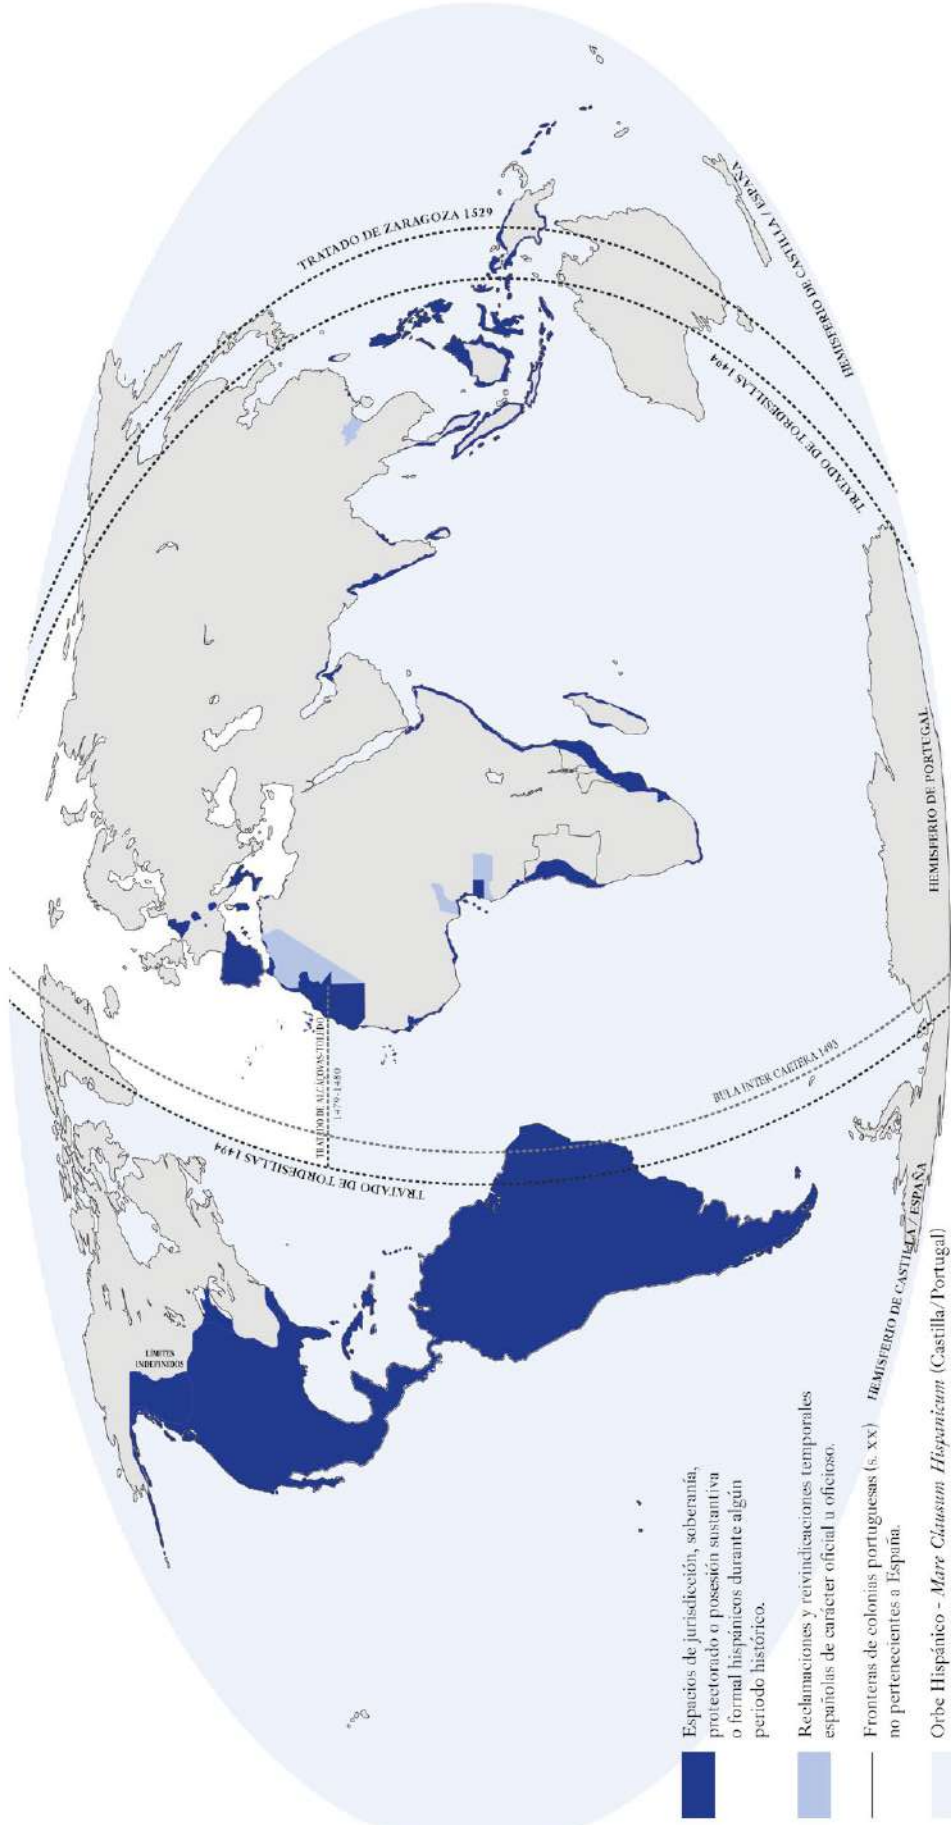 TRATADO DE ZARAGOZA 1529
HEMISFERIO DE CASTILLA / ESPAÑA
TRATADO DE TORDESILLAS 1494
HEMISFERIO DE PORTUGAL
TRATADO DE ALCAÇOVAS-TOLEDO
1479-1480
BULA INTER CAETERA 1493
TRATADO DE TORDESILLAS 1494
LÍMITES
INDEFINIDOS
HEMISFERIO DE CASTILLA / ESPAÑA
Espacios de jurisdicción, soberanía,
protectorado o posesión sustantiva
o formal hispánicos durante algún
periodo histórico.
Reclamaciones y reivindicaciones temporales
españolas de carácter oficial u oficioso.
Fronteras de colonias portuguesas (s. XX)
no pertenecientes a España.
Orbe Hispánico - Mare Clausum Hispanicum (Castilla/Portugal)